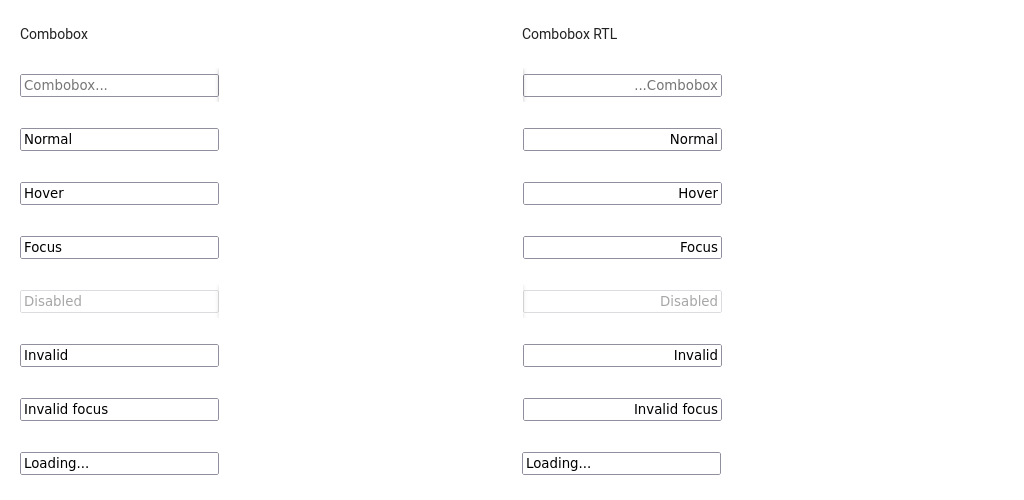 Combobox
Combobox RTL
Combobox...
...Combobox
Normal
Normal
Hover
Hover
Focus
Focus
Disabled
Disabled
Invalid
Invalid
Invalid focus
Invalid focus
Loading...
Loading...